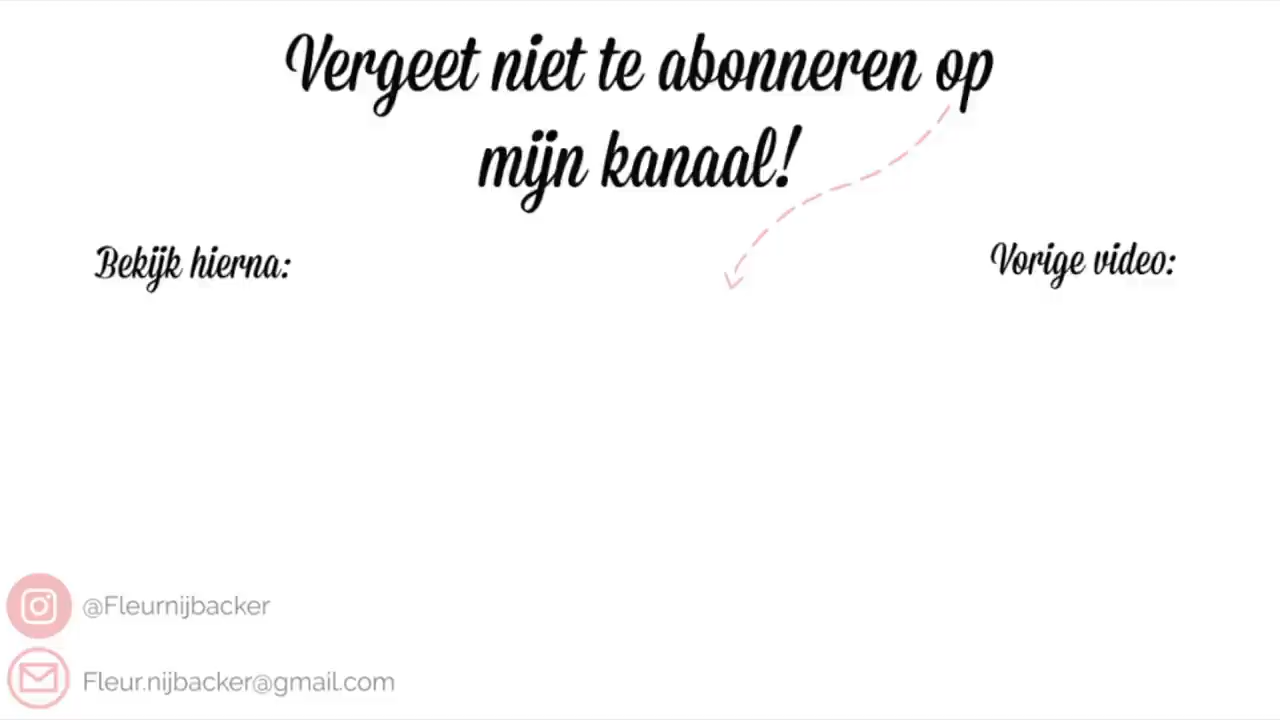 Vergeet niet te abonneren op
mijn kanaal!
Bekijk hierna:
Vorige video:
@Fleurnijbacker
Fleur.nijbacker@gmail.com